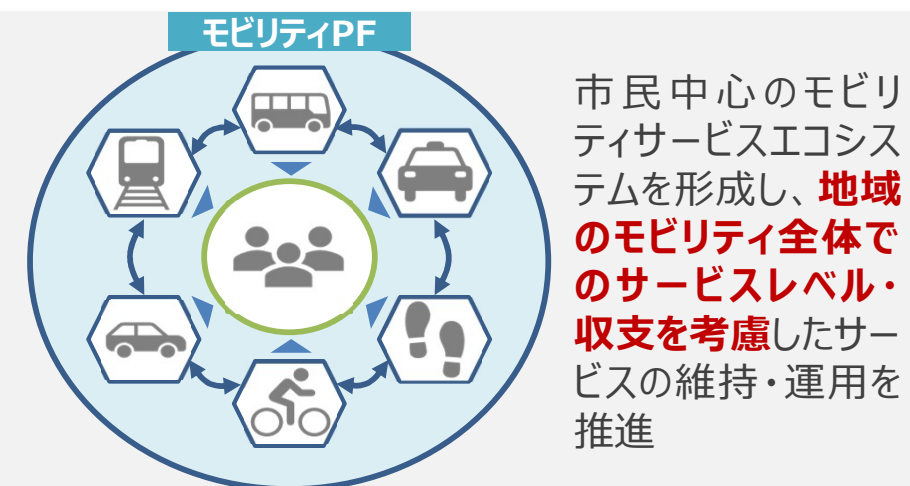 モビリティPF
市民中心のモビリ
ティサービスエコシス
テムを形成し、地域
のモビリティ全体で
のサービスレベル・
収支を考慮したサー
ビスの維持・運用を
推進